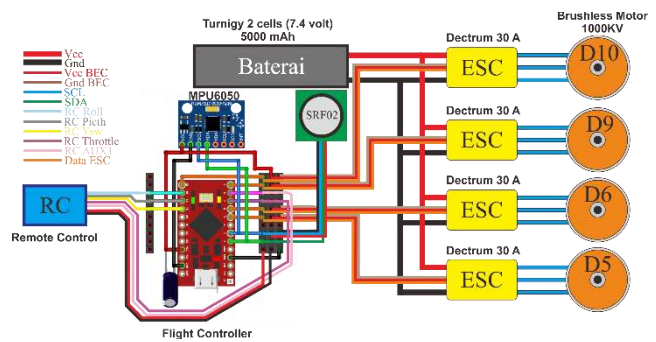 Turnigy 2 cells (7.4 volt)
5000 mAh
Brushless Motor
1000KV
Vcc
Gnd
Vcc BEC
Gnd BEC
SCL
SDA
RC Roll
RC Picth
RC Yaw
RC Throttle
RC AUX1
Data ESC
Baterai
MPU6050
SRF02
Dectrum 30 A
ESC
D10
Dectrum 30 A
ESC
D9
Dectrum 30 A
ESC
D6
Dectrum 30 A
ESC
D5
RC
Remote Control
Flight Controller